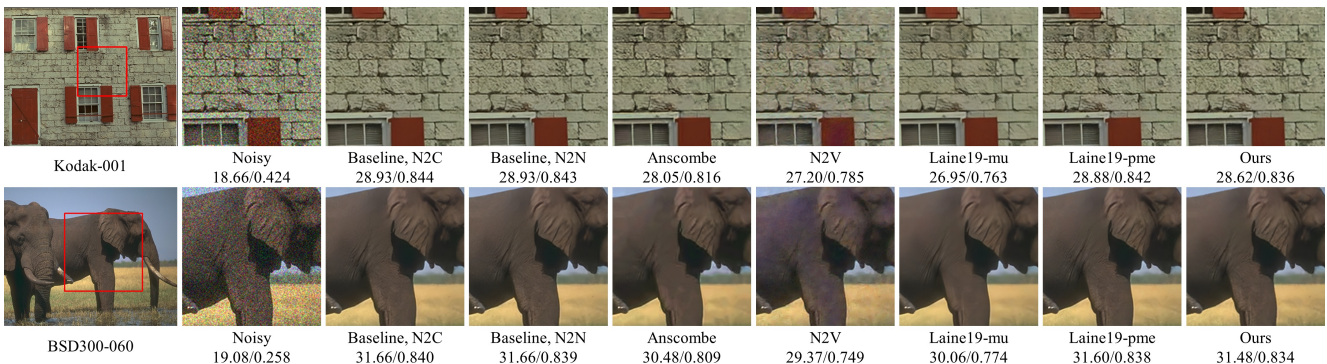 Kodak-001
Noisy
18.66/0.424
Baseline, N2C
28.93/0.844
Baseline, N2N
28.93/0.843
Anscombe
28.05/0.816
N2V
27.20/0.785
Laine19-mu
26.95/0.763
Laine19-pme
28.88/0.842
Ours
28.62/0.836
BSD300-060
Noisy
19.08/0.258
Baseline, N2C
31.66/0.840
Baseline, N2N
31.66/0.839
Anscombe
30.48/0.809
N2V
29.37/0.749
Laine19-mu
30.06/0.774
Laine19-pme
31.60/0.838
Ours
31.48/0.834